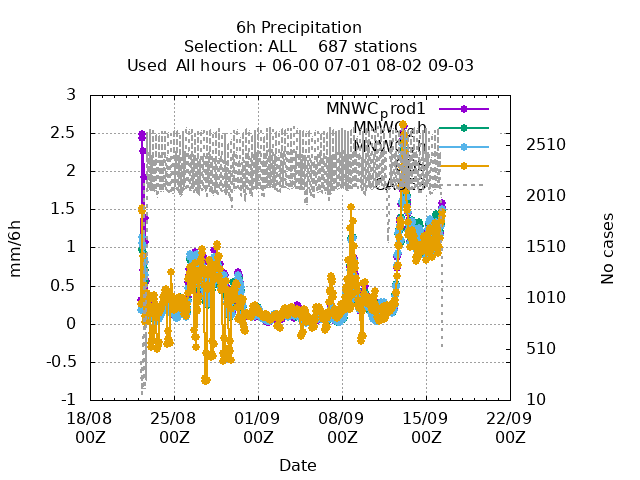 6h Precipitation
Selection: ALL 687 stations
Used All hours + 06-00 07-01 08-02 09-03
3
2.5
2
1.5
1
0.5
0
-0.5
-1
mm/6h
2510
2010
1510
1010
510
10
No cases
MNWCprod1
18/08 00Z
25/08 00Z
01/09 00Z
08/09 00Z
15/09 00Z
22/09 00Z
Date